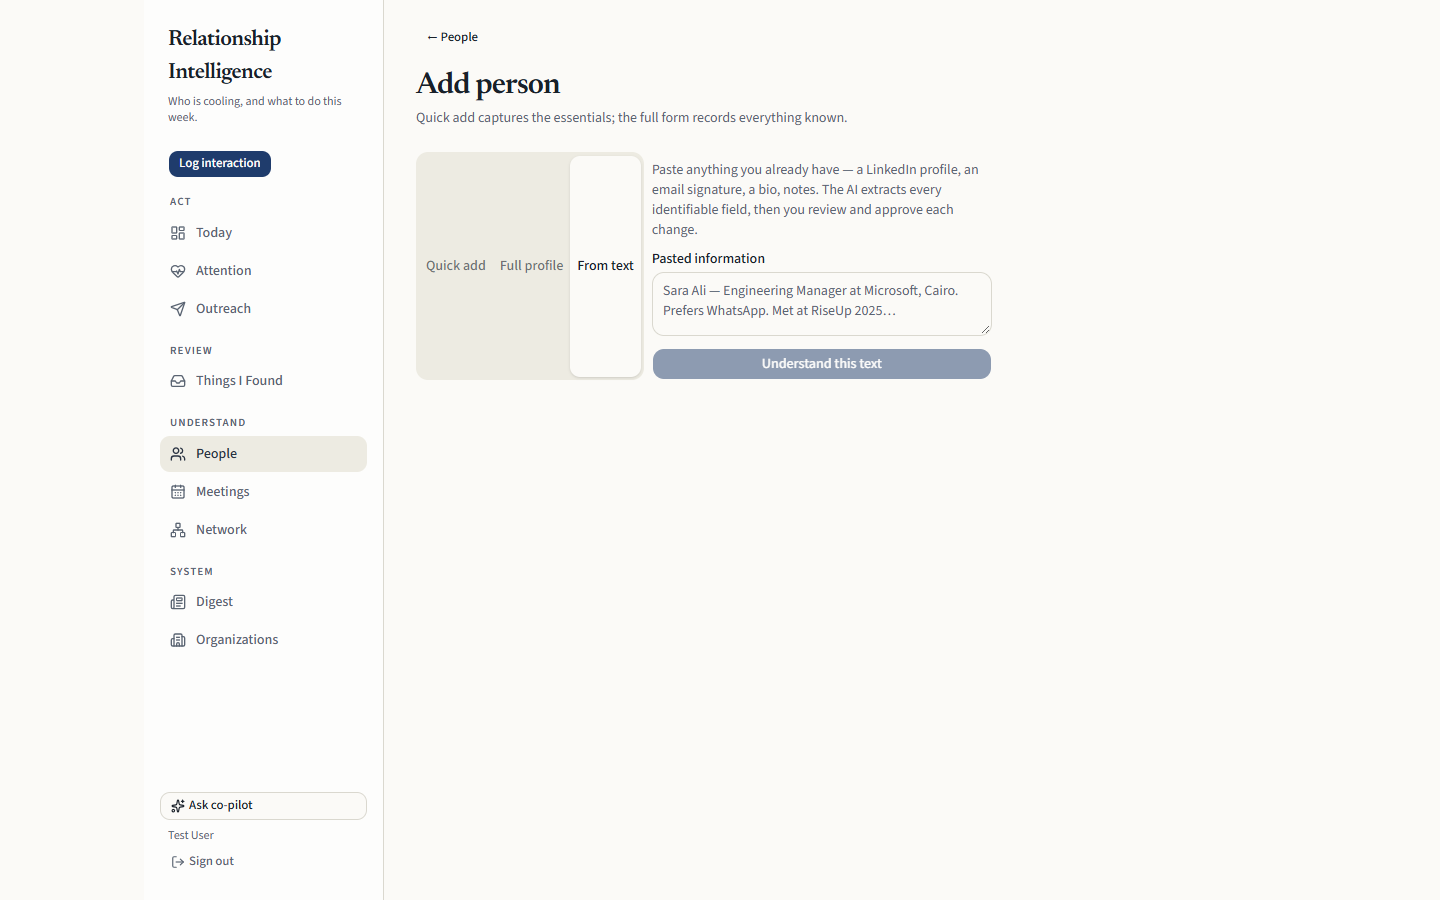 Relationship
Intelligence
Who is cooling, and what to do this
week.
Log interaction
ACT
Today
Attention
Outreach
REVIEW
Things I Found
UNDERSTAND
People
Meetings
Network
SYSTEM
Digest
Organizations
Ask co-pilot
Test User
Sign out
← People
Add person
Quick add captures the essentials; the full form records everything known.
Quick add
Full profile
From text
Paste anything you already have — a LinkedIn profile, an
email signature, a bio, notes. The AI extracts every
identifiable field, then you review and approve each
change.
Pasted information
Sara Ali — Engineering Manager at Microsoft, Cairo.
Prefers WhatsApp. Met at RiseUp 2025…
Understand this text